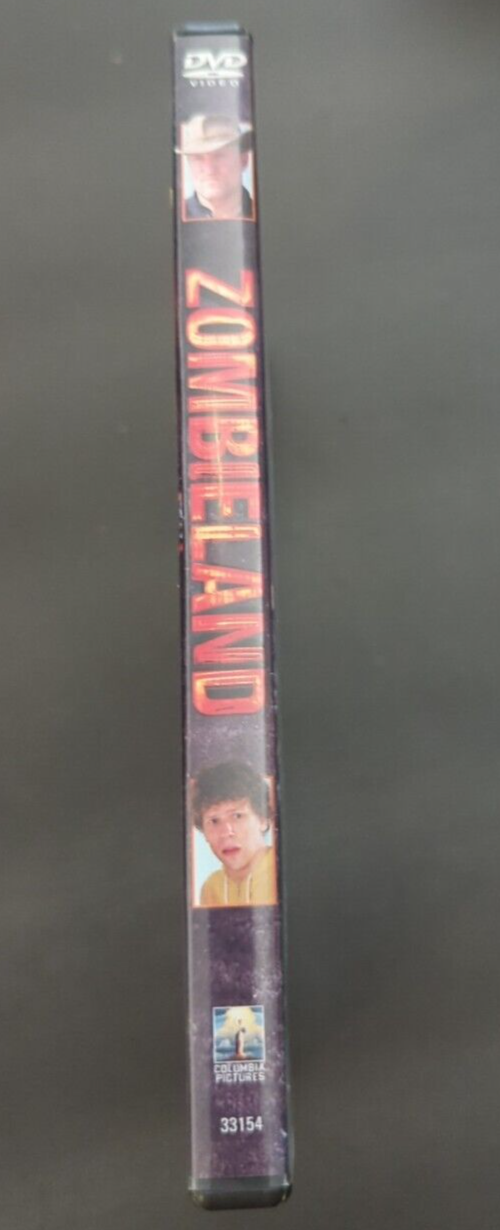 DVD
VIDEO
ZOMBIELAND
COLUMBIA
PICTURES
33154